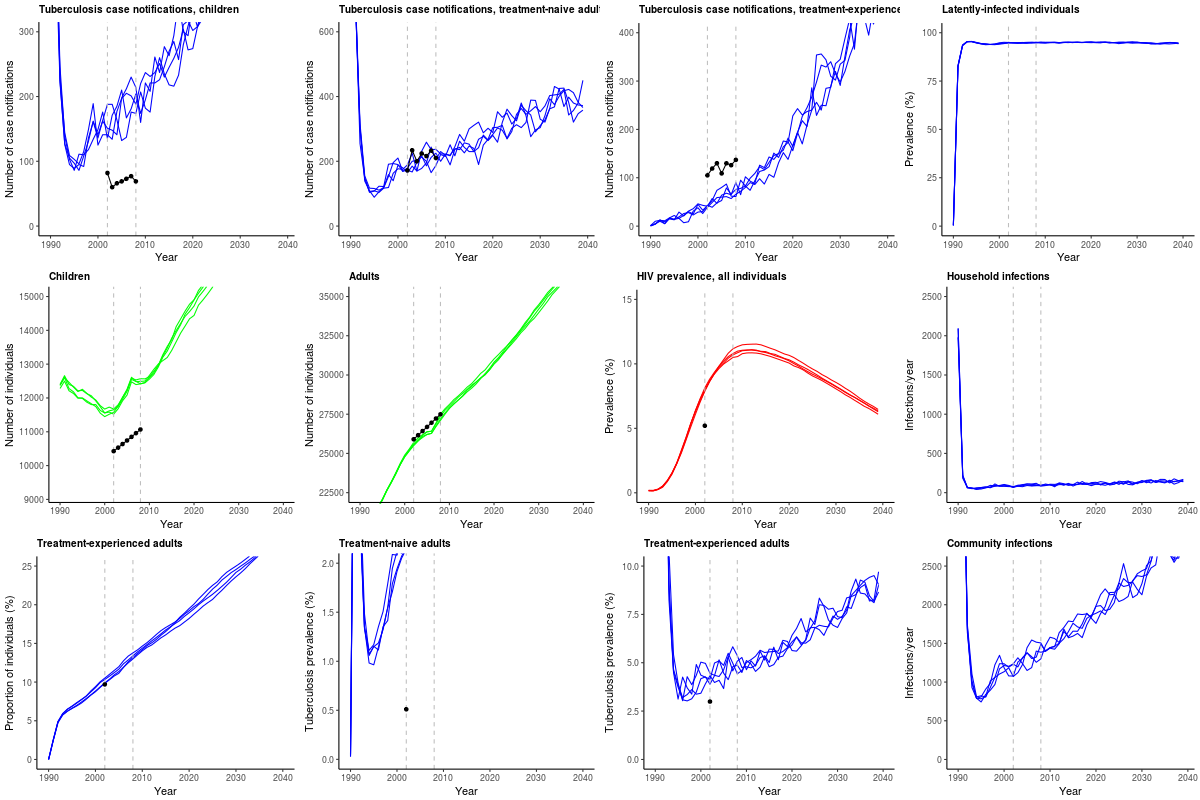 Tuberculosis case notifications, children
Number of case notifications
300
200
100
0
1990 2000 2010 2020 2030 2040
Year
Tuberculosis case notifications, treatment-naive adul
Number of case notifications
600
400
200
0
1990 2000 2010 2020 2030 2040
Year
Tuberculosis case notifications, treatment-experience
Number of case notifications
400
300
200
100
0
1990 2000 2010 2020 2030 2040
Year
Latently-infected individuals
Prevalence (%)
100
75
50
25
0
1990 2000 2010 2020 2030 2040
Year
Children
Number of individuals
15000
14000
13000
12000
11000
10000
9000
1990 2000 2010 2020 2030 2040
Year
Adults
Number of individuals
35000
32500
30000
27500
25000
22500
1990 2000 2010 2020 2030 2040
Year
HIV prevalence, all individuals
Prevalence (%)
15
10
5
0
1990 2000 2010 2020 2030 2040
Year
Household infections
Infections/year
2500
2000
1500
1000
500
0
1990 2000 2010 2020 2030 2040
Year
Treatment-experienced adults
Proportion of individuals (%)
25
20
15
10
5
0
1990 2000 2010 2020 2030 2040
Year
Treatment-naive adults
Tuberculosis prevalence (%)
2.0
1.5
1.0
0.5
0.0
1990 2000 2010 2020 2030 2040
Year
Treatment-experienced adults
Tuberculosis prevalence (%)
10.0
7.5
5.0
2.5
0.0
1990 2000 2010 2020 2030 2040
Year
Community infections
Infections/year
2500
2000
1500
1000
500
0
1990 2000 2010 2020 2030 2040
Year